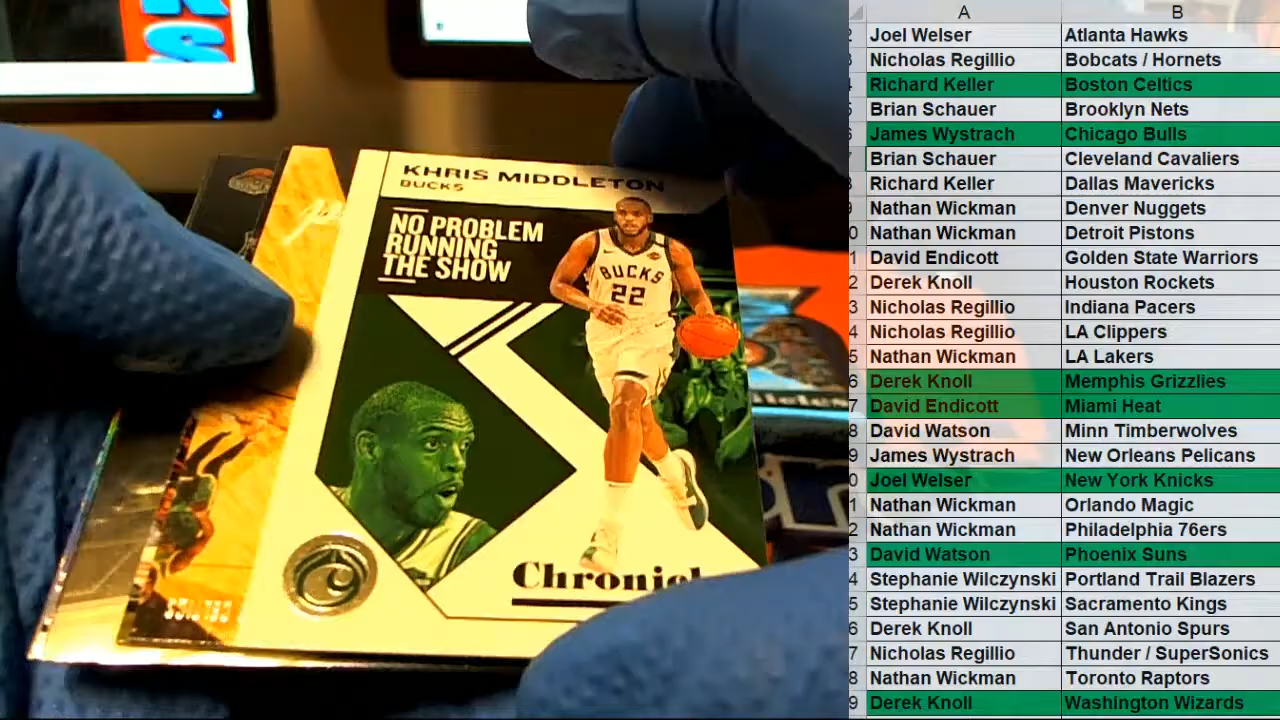 KHRIS MIDDLETON
BUCKS
NO PROBLEM
RUNNING
THE SHOW
BUCKS
22
A B
Joel Welser Atlanta Hawks
Nicholas Regillio Bobcats / Hornets
Richard Keller Boston Celtics
Brian Schauer Brooklyn Nets
James Wystrach Chicago Bulls
Brian Schauer Cleveland Cavaliers
Richard Keller Dallas Mavericks
Nathan Wickman Denver Nuggets
Nathan Wickman Detroit Pistons
David Endicott Golden State Warriors
Derek Knoll Houston Rockets
Nicholas Regillio Indiana Pacers
Nicholas Regillio LA Clippers
Nathan Wickman LA Lakers
Derek Knoll Memphis Grizzlies
David Endicott Miami Heat
David Watson Minn Timberwolves
James Wystrach New Orleans Pelicans
Joel Welser New York Knicks
Nathan Wickman Orlando Magic
Nathan Wickman Philadelphia 76ers
David Watson Phoenix Suns
Stephanie Wilczynski Portland Trail Blazers
Stephanie Wilczynski Sacramento Kings
Derek Knoll San Antonio Spurs
Nicholas Regillio Thunder / SuperSonics
Nathan Wickman Toronto Raptors
Derek Knoll Washington Wizards